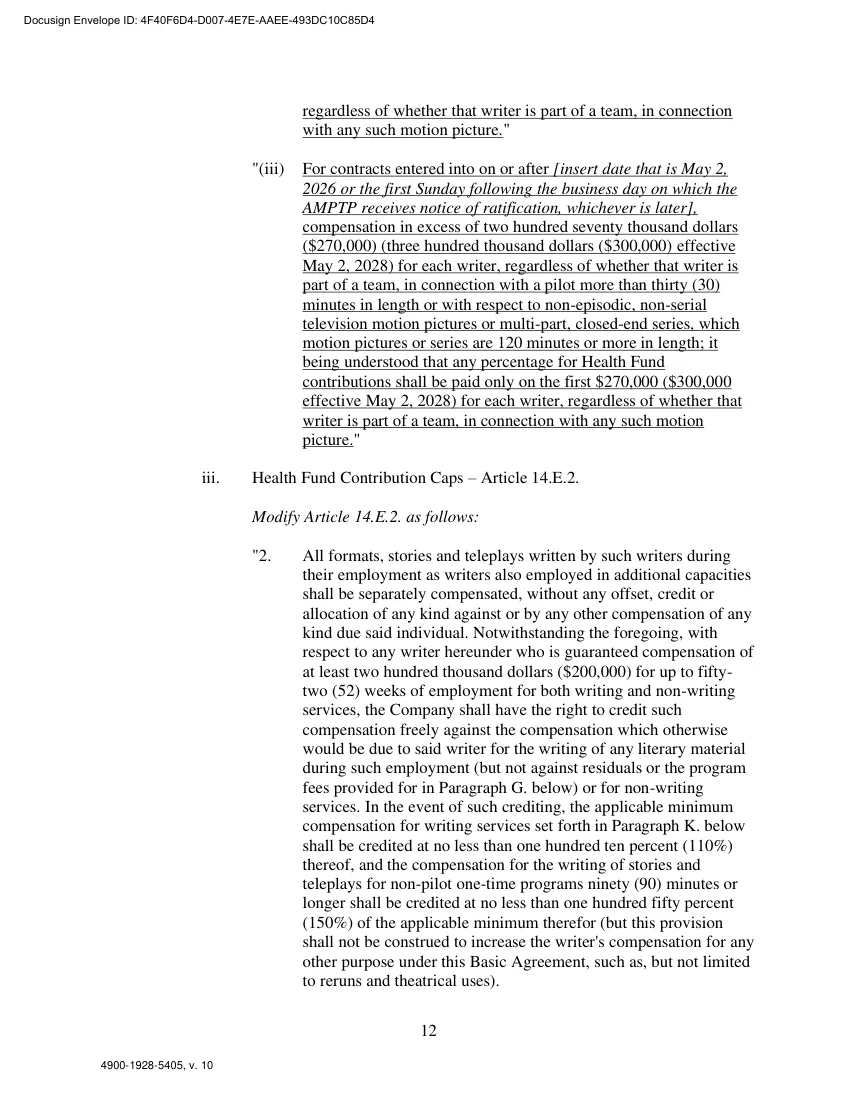 Docusign Envelope ID: 4F40F6D4-D007-4E7E-AAEE-493DC10C85D4
regardless of whether that writer is part of a team, in connection
with any such motion picture."
"(iii) For contracts entered into on or after [insert date that is May 2,
2026 or the first Sunday following the business day on which the
AMPTP receives notice of ratification, whichever is later],
compensation in excess of two hundred seventy thousand dollars
($270,000) (three hundred thousand dollars ($300,000) effective
May 2, 2028) for each writer, regardless of whether that writer is
part of a team, in connection with a pilot more than thirty (30)
minutes in length or with respect to non-episodic, non-serial
television motion pictures or multi-part, closed-end series, which
motion pictures or series are 120 minutes or more in length; it
being understood that any percentage for Health Fund
contributions shall be paid only on the first $270,000 ($300,000
effective May 2, 2028) for each writer, regardless of whether that
writer is part of a team, in connection with any such motion
picture."
iii. Health Fund Contribution Caps – Article 14.E.2.
Modify Article 14.E.2. as follows:
"2. All formats, stories and teleplays written by such writers during
their employment as writers also employed in additional capacities
shall be separately compensated, without any offset, credit or
allocation of any kind against or by any other compensation of any
kind due said individual. Notwithstanding the foregoing, with
respect to any writer hereunder who is guaranteed compensation of
at least two hundred thousand dollars ($200,000) for up to fifty-
two (52) weeks of employment for both writing and non-writing
services, the Company shall have the right to credit such
compensation freely against the compensation which otherwise
would be due to said writer for the writing of any literary material
during such employment (but not against residuals or the program
fees provided for in Paragraph G. below) or for non-writing
services. In the event of such crediting, the applicable minimum
compensation for writing services set forth in Paragraph K. below
shall be credited at no less than one hundred ten percent (110%)
thereof, and the compensation for the writing of stories and
teleplays for non-pilot one-time programs ninety (90) minutes or
longer shall be credited at no less than one hundred fifty percent
(150%) of the applicable minimum therefor (but this provision
shall not be construed to increase the writer's compensation for any
other purpose under this Basic Agreement, such as, but not limited
to reruns and theatrical uses).
12
4900-1928-5405, v. 10